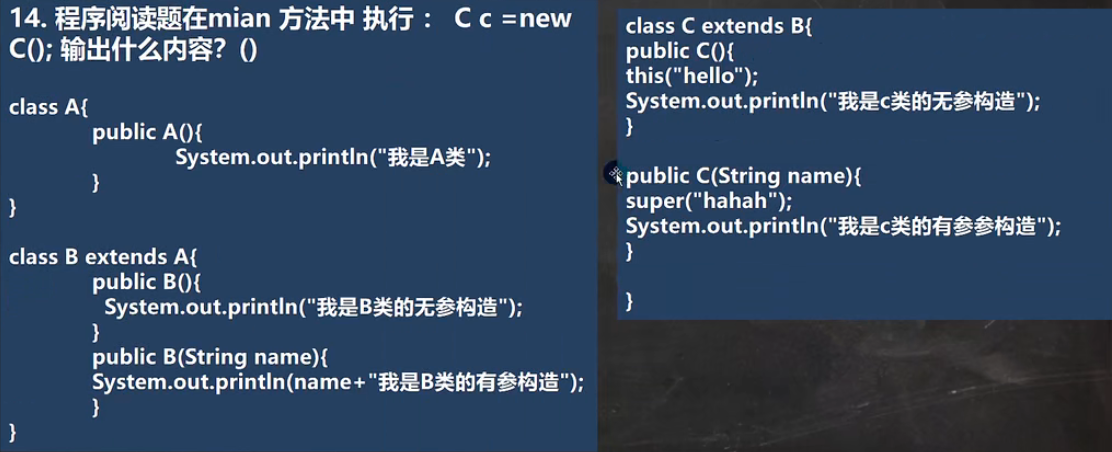 14. 程序阅读题在mian 方法中 执行： C c =new
C(); 输出什么内容？()
class A{
public A(){
System.out.println("我是A类");
}
}
class B extends A{
public B(){
System.out.println("我是B类的无参构造");
}
public B(String name){
System.out.println(name+"我是B类的有参构造");
}
}
class C extends B{
public C(){
this("hello");
System.out.println("我是c类的无参构造");
}
public C(String name){
super("hahah");
System.out.println("我是c类的有参参构造");
}
}